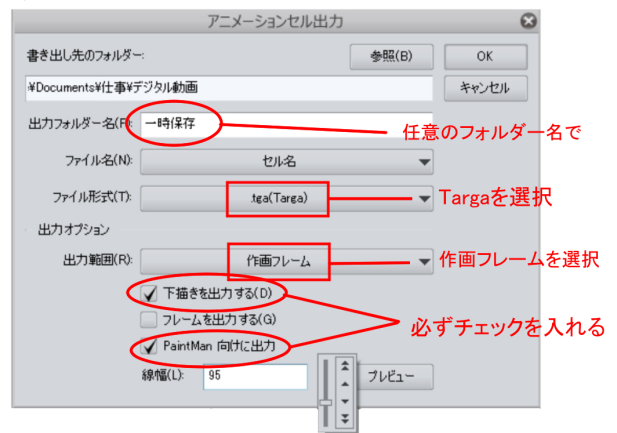 アニメーションセル出力
書き出し先のフォルダー:
参照(B)
OK
¥Documents¥仕事¥デジタル動画
キャンセル
出力フォルダー名(F): 一時保存
任意のフォルダー名で
ファイル名(N): セル名
ファイル形式(T): .tga(Targa)
Targaを選択
出力オプション
出力範囲(R): 作画フレーム
作画フレームを選択
下描きを出力する(D)
フレームを出力する(G)
必ずチェックを入れる
PaintMan 向けに出力
線幅(L): 95
プレビュー